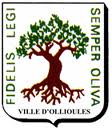 FIDELIS LEGI
SEMPER OLIVA
VILLE D'OLLIOULES